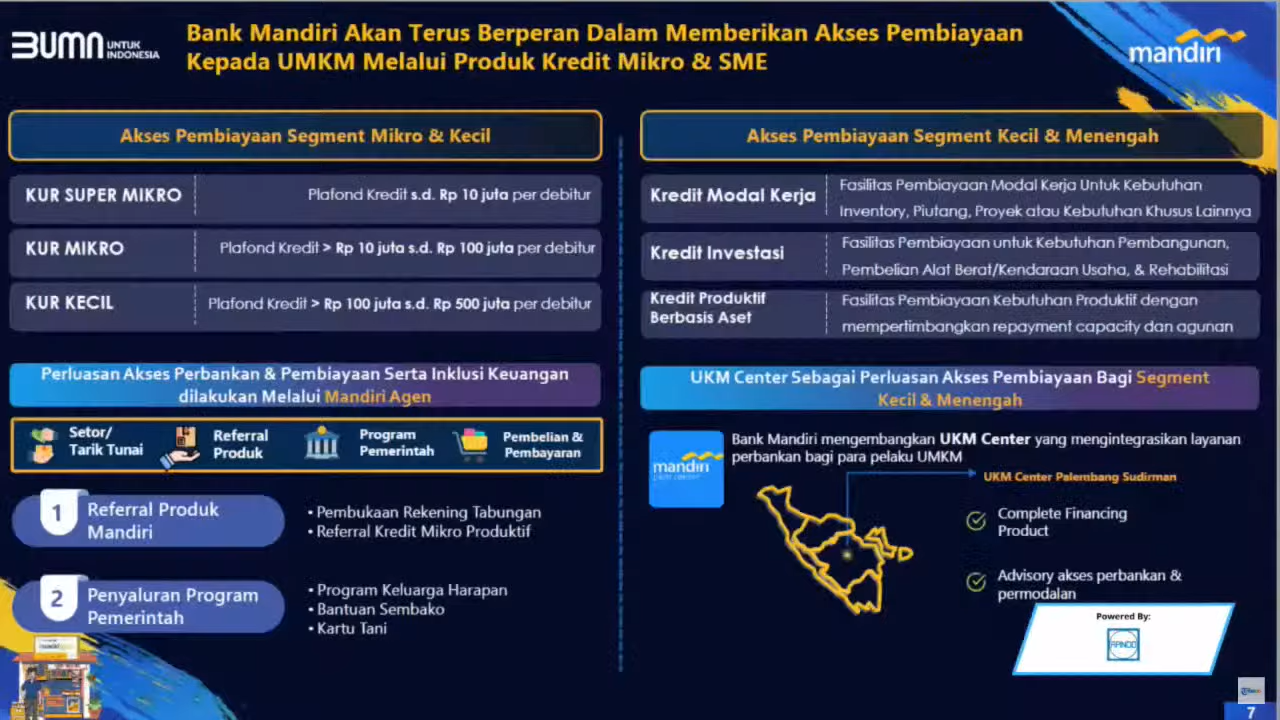 BUMN UNTUK
INDONESIA
Bank Mandiri Akan Terus Berperan Dalam Memberikan Akses Pembiayaan
Kepada UMKM Melalui Produk Kredit Mikro & SME
mandiri
Akses Pembiayaan Segment Mikro & Kecil
KUR SUPER MIKRO
Plafond Kredit s.d. Rp 10 juta per debitur
KUR MIKRO
Plafond Kredit > Rp 10 juta s.d. Rp 100 juta per debitur
KUR KECIL
Plafond Kredit > Rp 100 juta s.d. Rp 500 juta per debitur
Perluasan Akses Perbankan & Pembiayaan Serta Inklusi Keuangan
dilakukan Melalui Mandiri Agen
Setor/
Tarik Tunai
Referral
Produk
Program
Pemerintah
Pembelian &
Pembayaran
1
Referral Produk
Mandiri
• Pembukaan Rekening Tabungan
• Referral Kredit Mikro Produktif
2
Penyaluran Program
Pemerintah
• Program Keluarga Harapan
• Bantuan Sembako
• Kartu Tani
Akses Pembiayaan Segment Kecil & Menengah
Kredit Modal Kerja
Fasilitas Pembiayaan Modal Kerja Untuk Kebutuhan
Inventory, Piutang, Proyek atau Kebutuhan Khusus Lainnya
Kredit Investasi
Fasilitas Pembiayaan untuk Kebutuhan Pembangunan,
Pembelian Alat Berat/Kendaraan Usaha, & Rehabilitasi
Kredit Produktif
Berbasis Aset
Fasilitas Pembiayaan Kebutuhan Produktif dengan
mempertimbangkan repayment capacity dan agunan
UKM Center Sebagai Perluasan Akses Pembiayaan Bagi Segment
Kecil & Menengah
mandiri
Bank Mandiri mengembangkan UKM Center yang mengintegrasikan layanan
perbankan bagi para pelaku UMKM
UKM Center Palembang Sudirman
Complete Financing
Product
Advisory akses perbankan &
permodalan
Powered By:
7